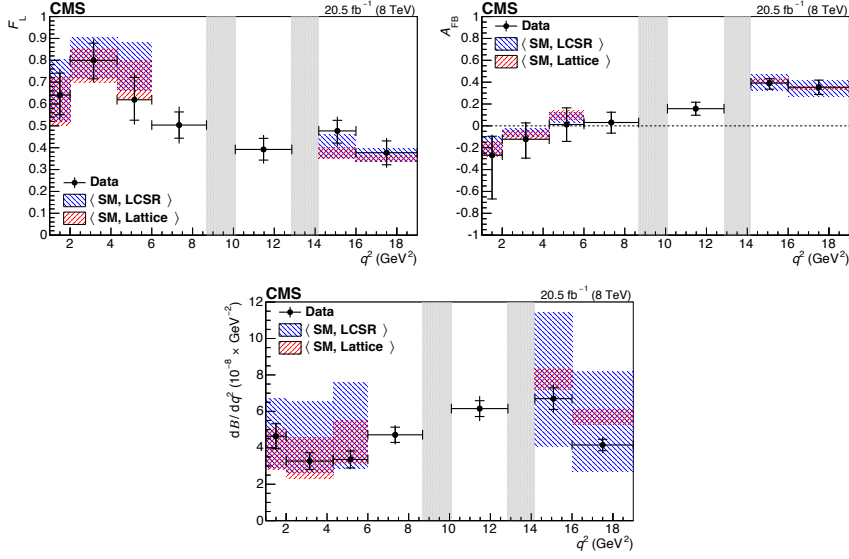 CMS 20.5 fb⁻¹ (8 TeV)
F_L
1
0.9
0.8
0.7
0.6
0.5
0.4
0.3
0.2
0.1
0
Data
⟨ SM, LCSR ⟩
⟨ SM, Lattice ⟩
2 4 6 8 10 12 14 16 18
q² (GeV²)
CMS 20.5 fb⁻¹ (8 TeV)
A_FB
1
0.8
0.6
0.4
0.2
0
-0.2
-0.4
-0.6
-0.8
-1
Data
⟨ SM, LCSR ⟩
⟨ SM, Lattice ⟩
2 4 6 8 10 12 14 16 18
q² (GeV²)
CMS 20.5 fb⁻¹ (8 TeV)
dB/dq² (10⁻⁸ × GeV⁻²)
12
10
8
6
4
2
0
Data
⟨ SM, LCSR ⟩
⟨ SM, Lattice ⟩
2 4 6 8 10 12 14 16 18
q² (GeV²)